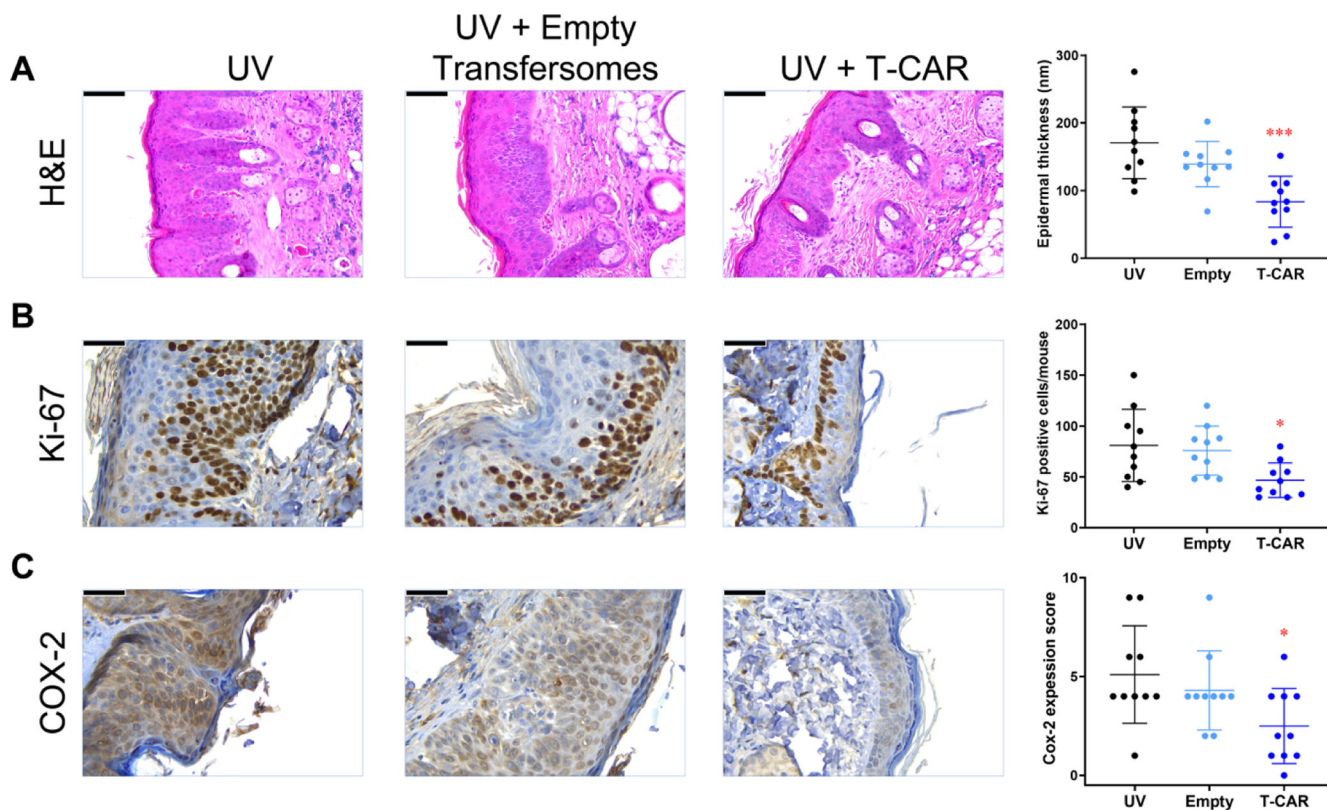 UV
UV + Empty
Transfersomes
UV + T-CAR
A
H&E
Epidermal thickness (nm)
300
200
100
0
***
UV
Empty
T-CAR
B
Ki-67
Ki-67 positive cells/mouse
200
150
100
50
0
*
UV
Empty
T-CAR
C
COX-2
Cox-2 expession score
10
5
0
*
UV
Empty
T-CAR